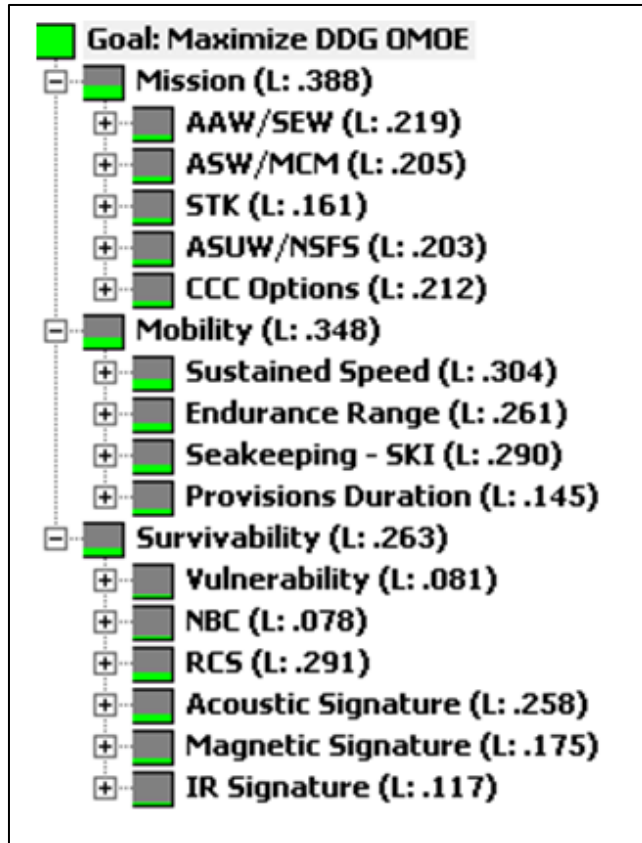 Goal: Maximize DDG OMOE
Mission (L: .388)
AAW/SEW (L: .219)
ASW/MCM (L: .205)
STK (L: .161)
ASUW/NSFS (L: .203)
CCC Options (L: .212)
Mobility (L: .348)
Sustained Speed (L: .304)
Endurance Range (L: .261)
Seakeeping - SKI (L: .290)
Provisions Duration (L: .145)
Survivability (L: .263)
Vulnerability (L: .081)
NBC (L: .078)
RCS (L: .291)
Acoustic Signature (L: .258)
Magnetic Signature (L: .175)
IR Signature (L: .117)